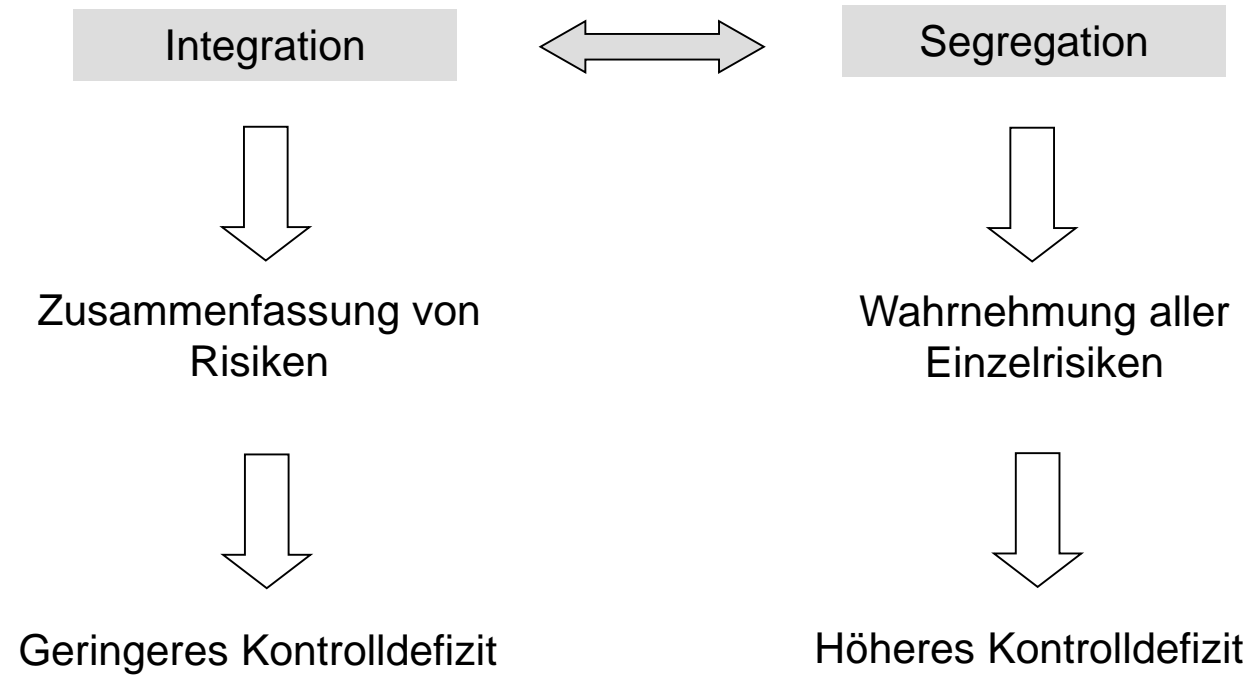 Integration
Segregation
Zusammenfassung von
Risiken
Wahrnehmung aller
Einzelrisiken
Geringeres Kontrolldefizit
Höheres Kontrolldefizit